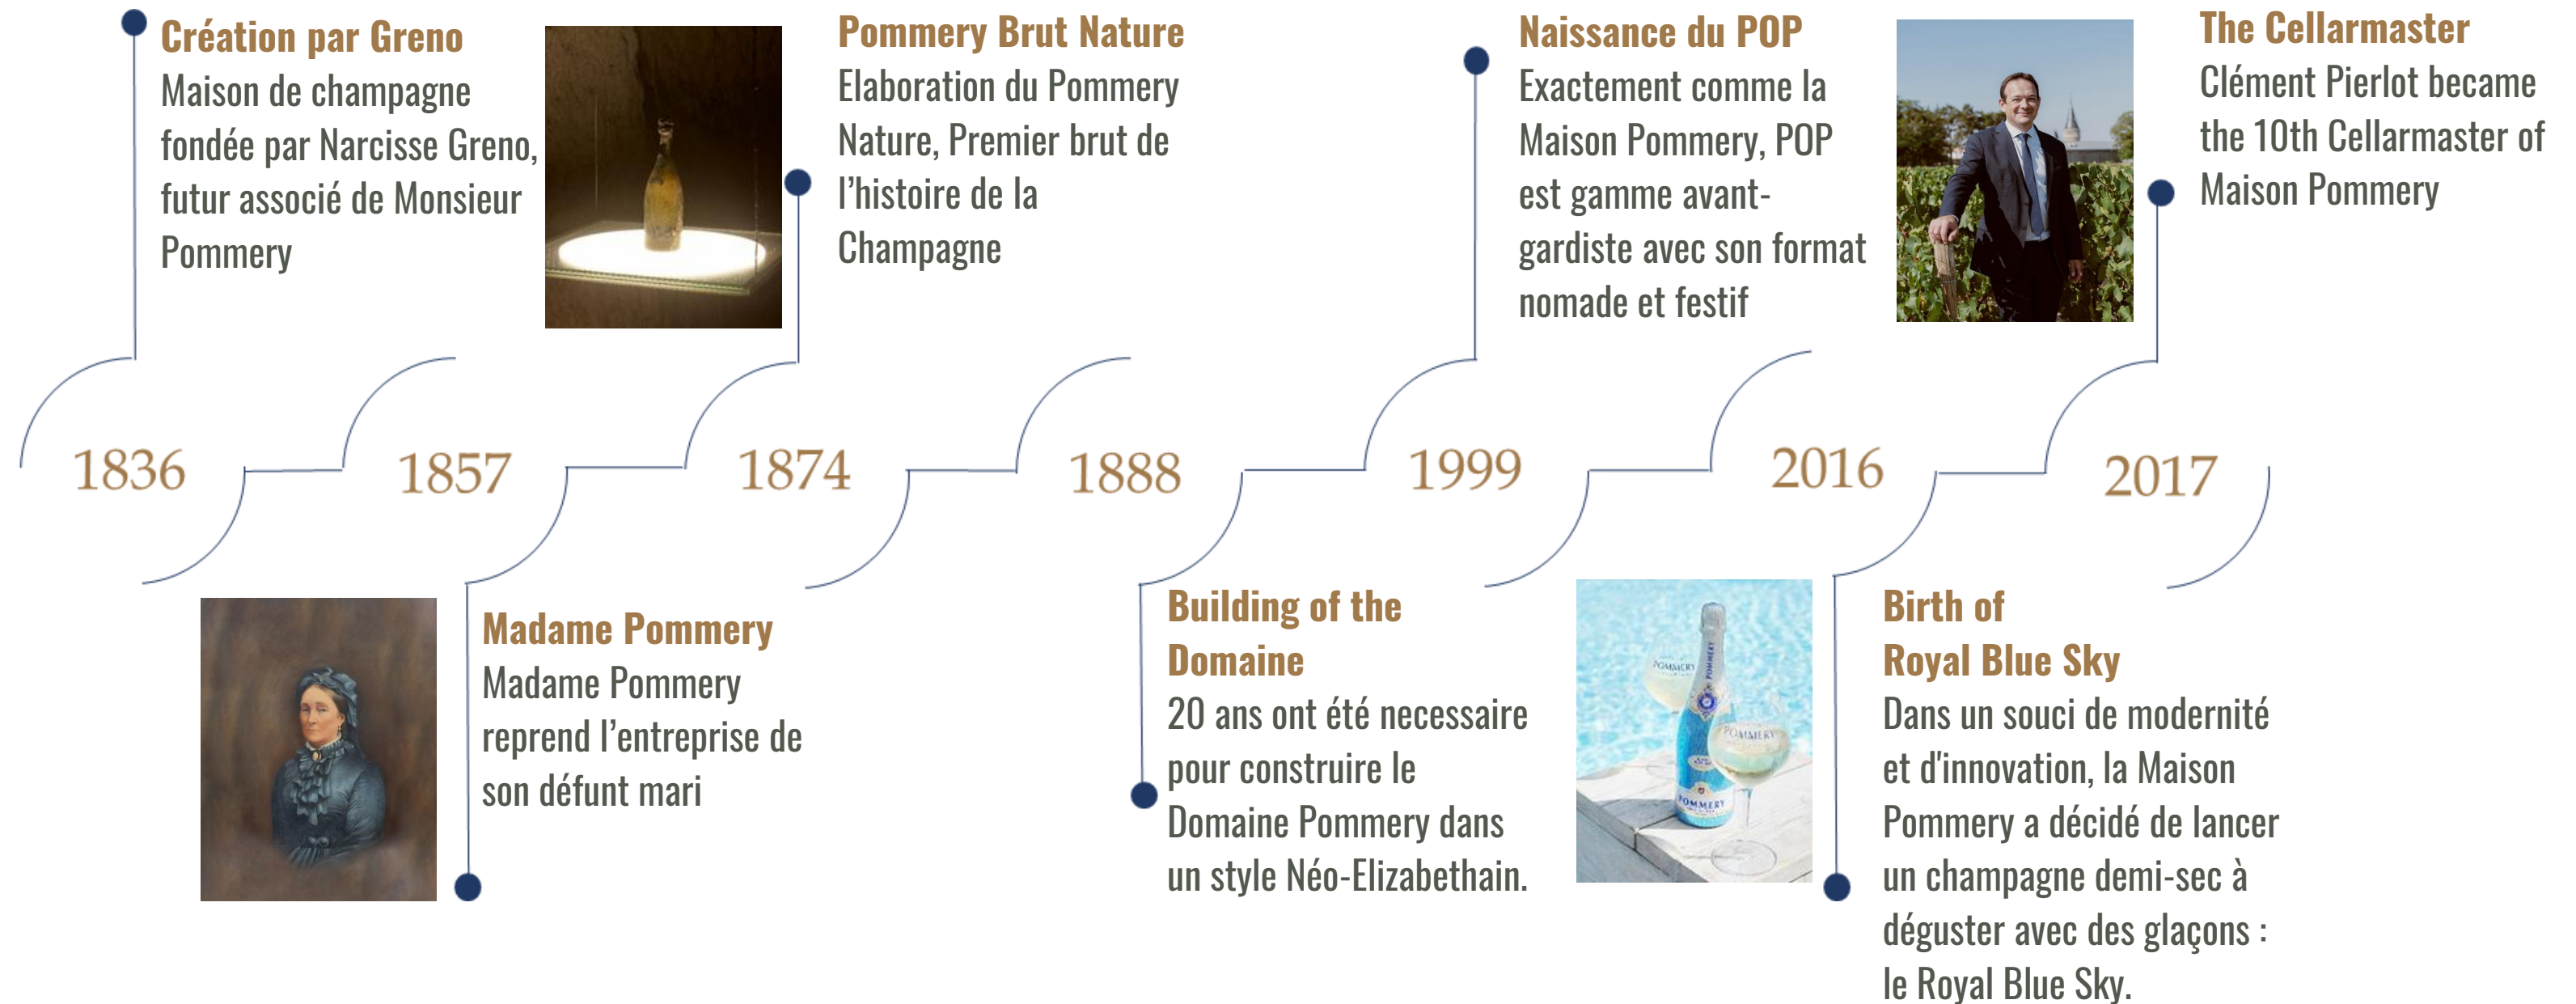 Création par Greno
Maison de champagne
fondée par Narcisse Greno,
futur associé de Monsieur
Pommery
Pommery Brut Nature
Elaboration du Pommery
Nature, Premier brut de
l’histoire de la
Champagne
Naissance du POP
Exactement comme la
Maison Pommery, POP
est gamme avant-
gardiste avec son format
nomade et festif
The Cellarmaster
Clément Pierlot became
the 10th Cellarmaster of
Maison Pommery
1836
1857
1874
1888
1999
2016
2017
Madame Pommery
Madame Pommery
reprend l’entreprise de
son défunt mari
Building of the
Domaine
20 ans ont été necessaire
pour construire le
Domaine Pommery dans
un style Néo-Elizabethain.
POMMERY
POMMERY
POMMERY
POMMERY
Birth of
Royal Blue Sky
Dans un souci de modernité
et d'innovation, la Maison
Pommery a décidé de lancer
un champagne demi-sec à
déguster avec des glaçons :
le Royal Blue Sky.